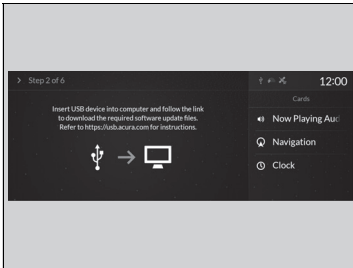 > Step 2 of 6
12:00
Insert USB device into computer and follow the link
to download the required software update files.
Refer to https://usb.acura.com for instructions.
Cards
Now Playing Aud
Navigation
Clock